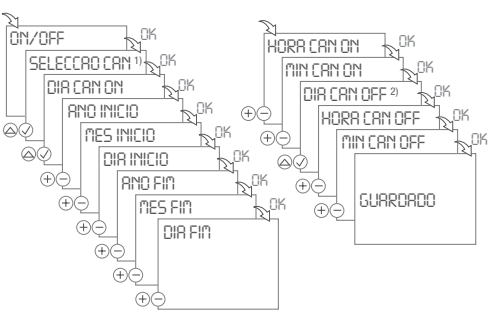 ON/OFF
OK
SELECCAO CAN 1)
OK
DIA CAN ON
OK
ANO INICIO
OK
MES INICIO
OK
DIA INICIO
OK
ANO FIM
OK
MES FIM
OK
DIA FIM
HORA CAN ON
OK
MIN CAN ON
OK
DIA CAN OFF 2)
OK
HORA CAN OFF
OK
MIN CAN OFF
OK
GUARDADO